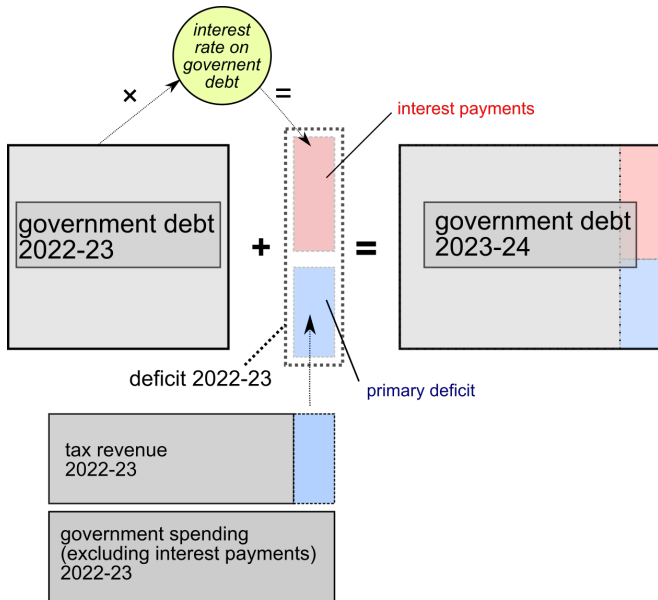 interest
rate on
governent
debt
×
=
interest payments
government debt
2022-23
+
=
government debt
2023-24
deficit 2022-23
primary deficit
tax revenue
2022-23
government spending
(excluding interest payments)
2022-23